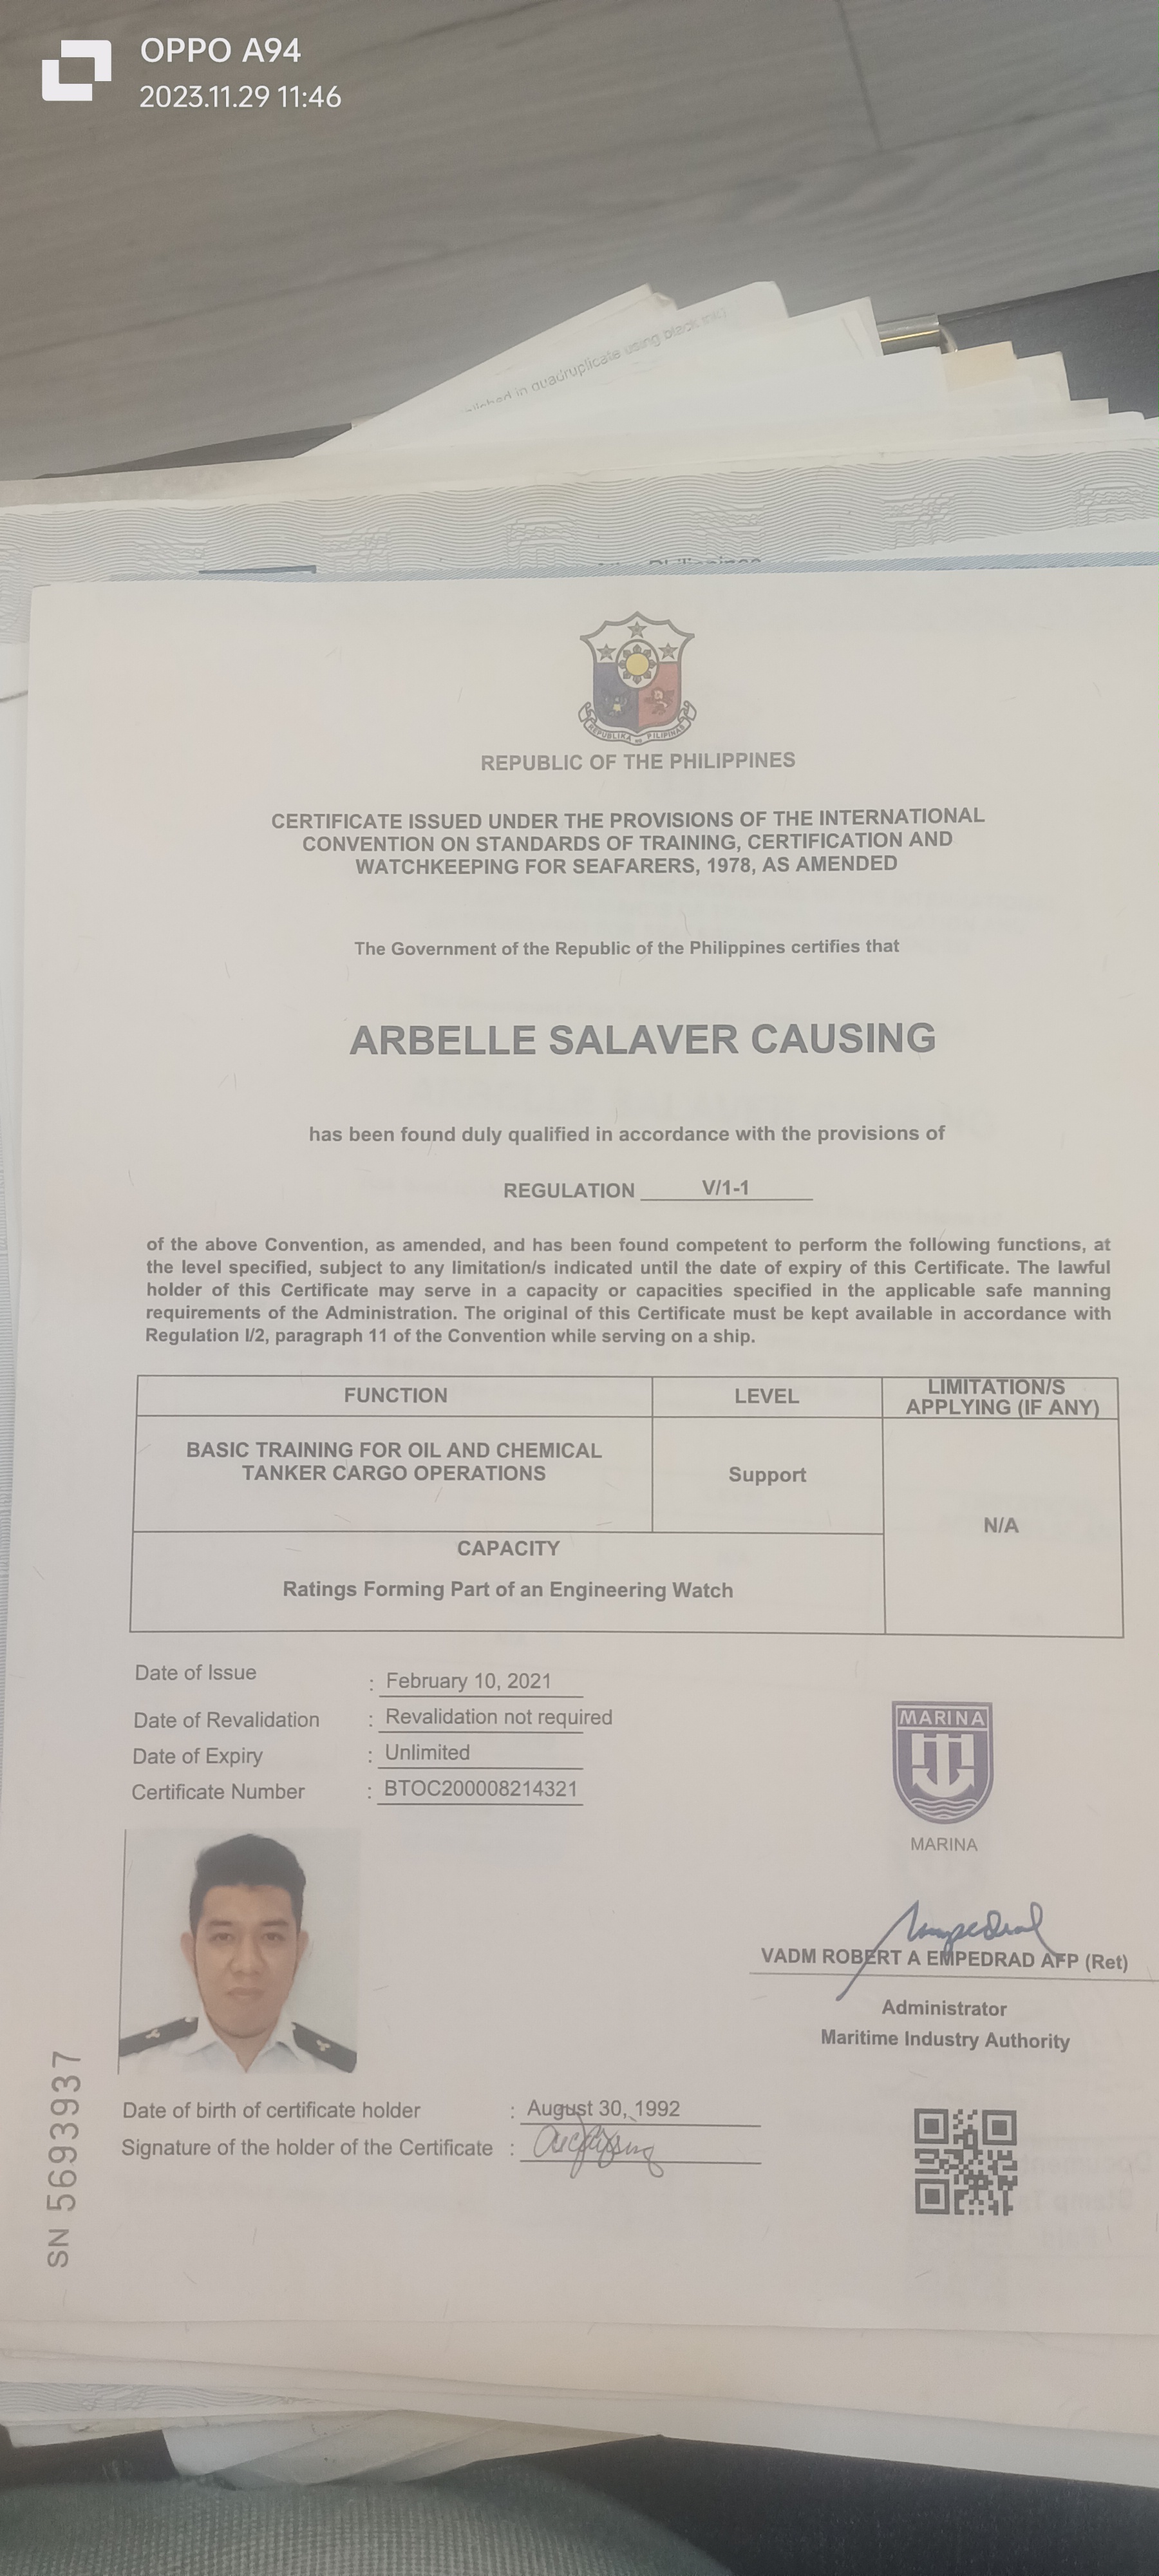 OPPO A94
2023.11.29 11:46
in quadruplicate using black ink
Philippines
REPUBLIKA NG PILIPINAS
REPUBLIC OF THE PHILIPPINES
CERTIFICATE ISSUED UNDER THE PROVISIONS OF THE INTERNATIONAL
CONVENTION ON STANDARDS OF TRAINING, CERTIFICATION AND
WATCHKEEPING FOR SEAFARERS, 1978, AS AMENDED
The Government of the Republic of the Philippines certifies that
ARBELLE SALAVER CAUSING
has been found duly qualified in accordance with the provisions of
REGULATION V/1-1
of the above Convention, as amended, and has been found competent to perform the following functions, at
the level specified, subject to any limitation/s indicated until the date of expiry of this Certificate. The lawful
holder of this Certificate may serve in a capacity or capacities specified in the applicable safe manning
requirements of the Administration. The original of this Certificate must be kept available in accordance with
Regulation I/2, paragraph 11 of the Convention while serving on a ship.
FUNCTION LEVEL LIMITATION/S APPLYING (IF ANY)
BASIC TRAINING FOR OIL AND CHEMICAL
TANKER CARGO OPERATIONS
Support
N/A
CAPACITY
Ratings Forming Part of an Engineering Watch
Date of Issue : February 10, 2021
Date of Revalidation : Revalidation not required
Date of Expiry : Unlimited
Certificate Number : BTOC200008214321
MARINA
MARINA
VADM ROBERT A EMPEDRAD AFP (Ret)
Administrator
Maritime Industry Authority
Date of birth of certificate holder : August 30, 1992
Signature of the holder of the Certificate :
SN 5693937